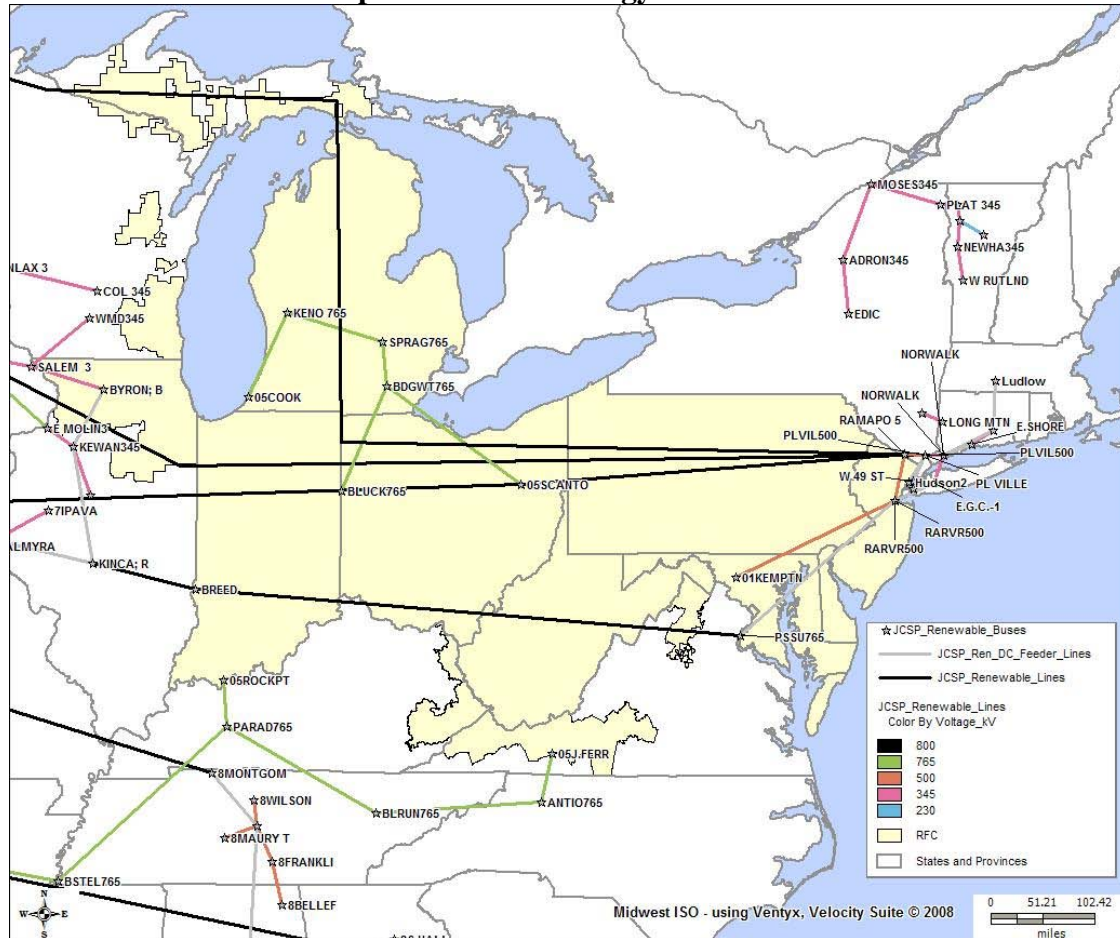 MOSES345
PLAT 345
NEWHA345
ADRON345
W RUTLND
NLAX 3
COL 345
EDIC
KENO 765
WMD345
SPRAG765
NORWALK
SALEM 3
BYRON; B
BDGWT765
05COOK
NORWALK
Ludlow
RAMAPO 5
LONG MTN
E MOLIN3
E.SHORE
PLVIL500
KEWAN345
PLVIL500
W 49 ST
Hudson2
PL VILLE
BLUCK765
05SCANTO
E.G.C.-1
7IPAVA
RARVR500
ALMYRA
RARVR500
KINCA; R
01KEMPTN
BREED
PSSU765
05ROCKPT
PARAD765
05J.FERR
8MONTGOM
8WILSON
BLRUN765
ANTIO765
8MAURY T
8FRANKLI
BSTEL765
8BELLEF
JCSP_Renewable_Buses
JCSP_Ren_DC_Feeder_Lines
JCSP_Renewable_Lines
JCSP_Renewable_Lines
Color By Voltage_kV
800
765
500
345
230
RFC
States and Provinces
N
W E
S
Midwest ISO - using Ventyx, Velocity Suite © 2008
0 51.21 102.42
miles